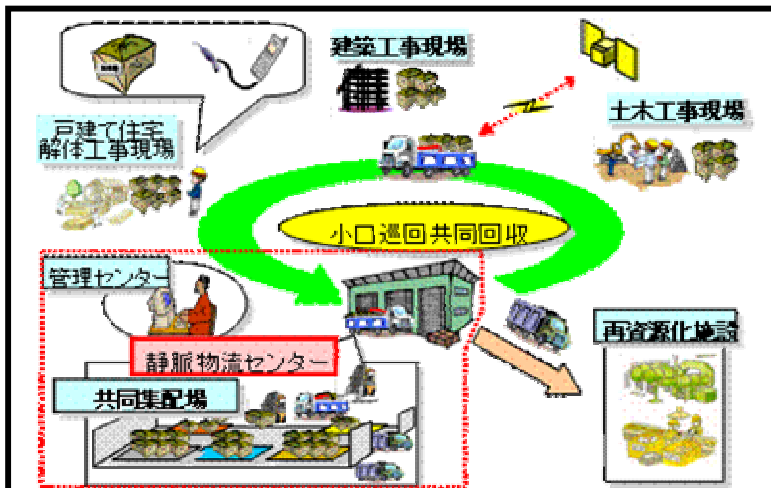 建築工事現場
土木工事現場
戸建て住宅
解体工事現場
小口巡回共同回収
管理センター
静脈物流センター
再資源化施設
共同集配場